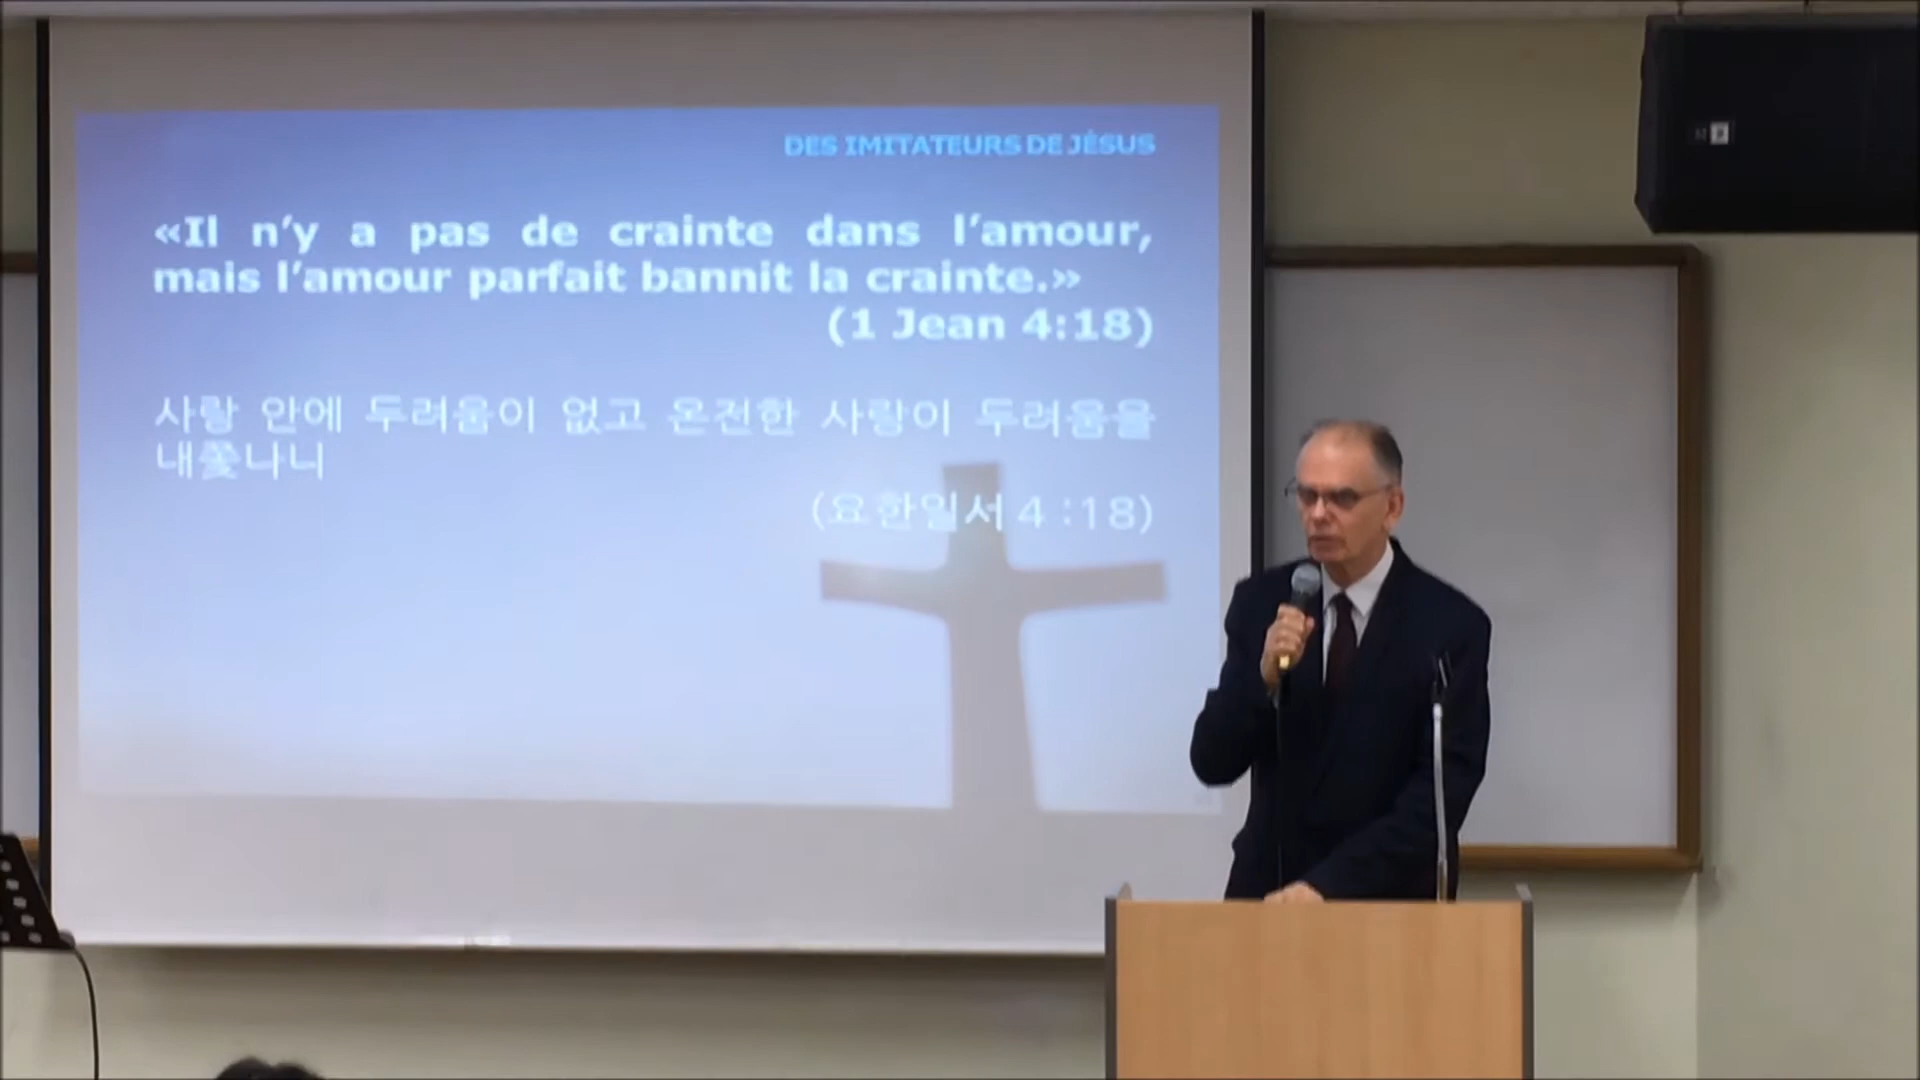 DES IMITATEURS DE JÉSUS
«Il n’y a pas de crainte dans l’amour,
mais l’amour parfait bannit la crainte.»
(1 Jean 4:18)
사랑 안에 두려움이 없고 온전한 사랑이 두려움을
내쫓나니
(요한일서 4 :18)